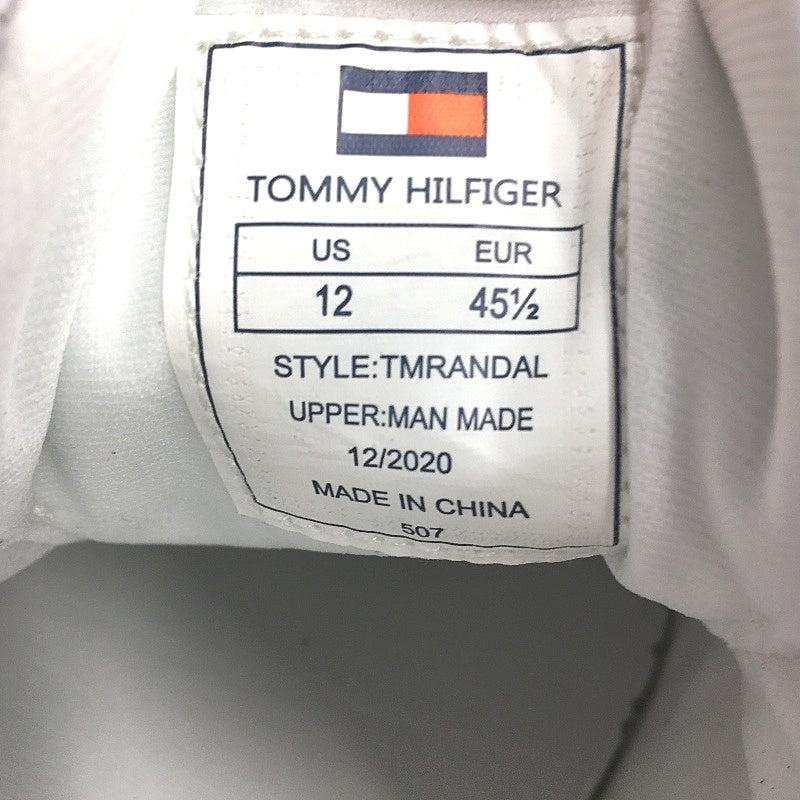 TOMMY HILFIGER
US EUR
12 45½
STYLE:TMRANDAL
UPPER:MAN MADE
12/2020
MADE IN CHINA
507